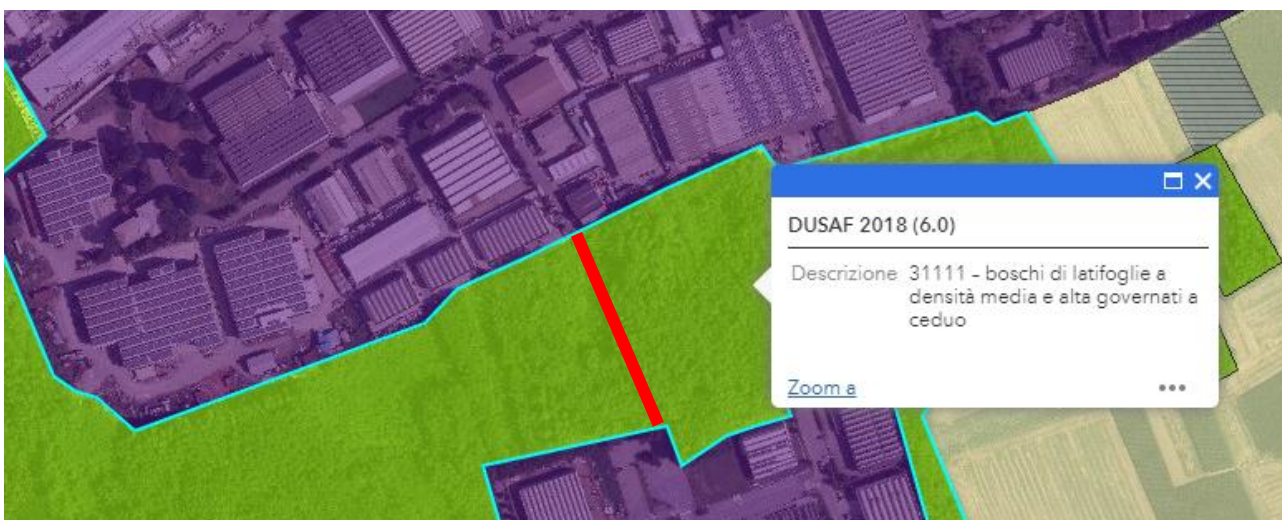 DUSAF 2018 (6.0)
Descrizione 31111 - boschi di latifoglie a
densità media e alta governati a
ceduo
Zoom a